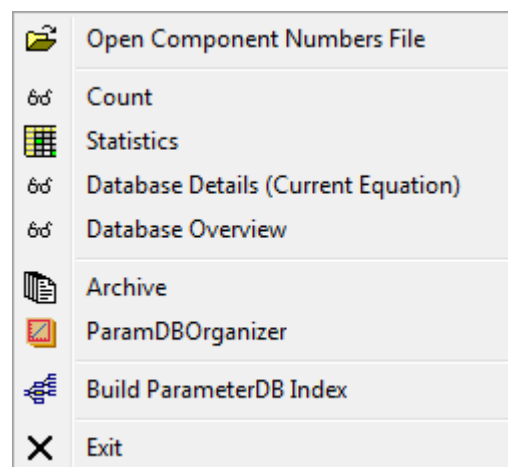 Open Component Numbers File
Count
Statistics
Database Details (Current Equation)
Database Overview
Archive
ParamDBOrganizer
Build ParameterDB Index
Exit